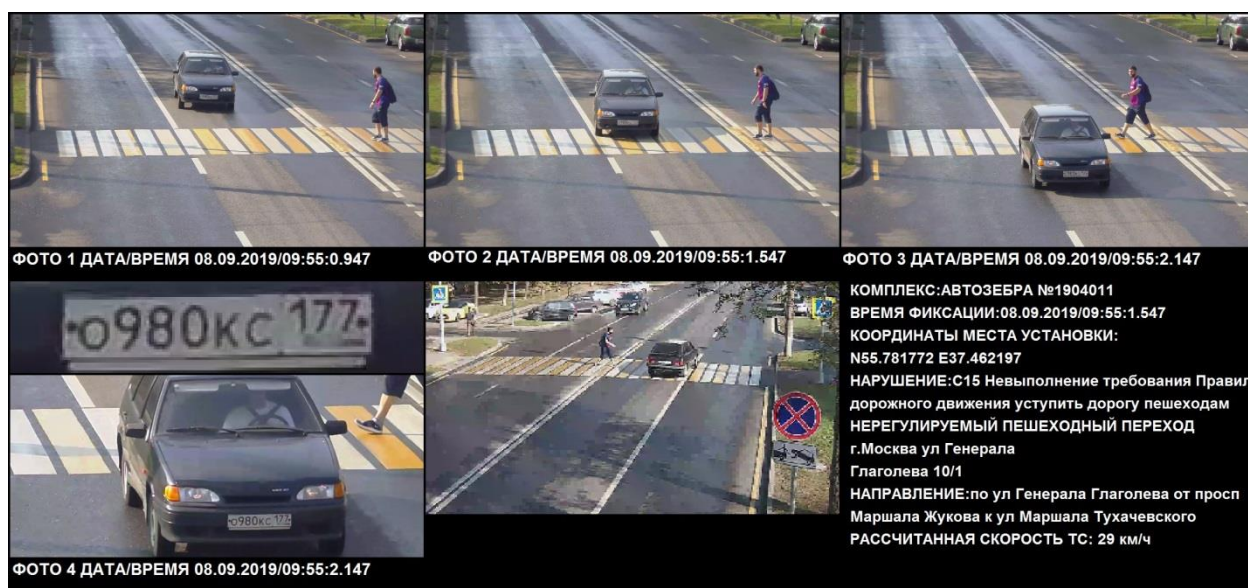 ФОТО 1 ДАТА/ВРЕМЯ 08.09.2019/09:55:0.947
ФОТО 2 ДАТА/ВРЕМЯ 08.09.2019/09:55:1.547
ФОТО 3 ДАТА/ВРЕМЯ 08.09.2019/09:55:2.147
о980кс 177
о980кс 177
ФОТО 4 ДАТА/ВРЕМЯ 08.09.2019/09:55:2.147
КОМПЛЕКС:АВТОЗЕБРА №1904011
ВРЕМЯ ФИКСАЦИИ:08.09.2019/09:55:1.547
КООРДИНАТЫ МЕСТА УСТАНОВКИ:
N55.781772 E37.462197
НАРУШЕНИЕ:С15 Невыполнение требования Правил
дорожного движения уступить дорогу пешеходам
НЕРЕГУЛИРУЕМЫЙ ПЕШЕХОДНЫЙ ПЕРЕХОД
г.Москва ул Генерала
Глаголева 10/1
НАПРАВЛЕНИЕ:по ул Генерала Глаголева от просп
Маршала Жукова к ул Маршала Тухачевского
РАССЧИТАННАЯ СКОРОСТЬ ТС: 29 км/ч